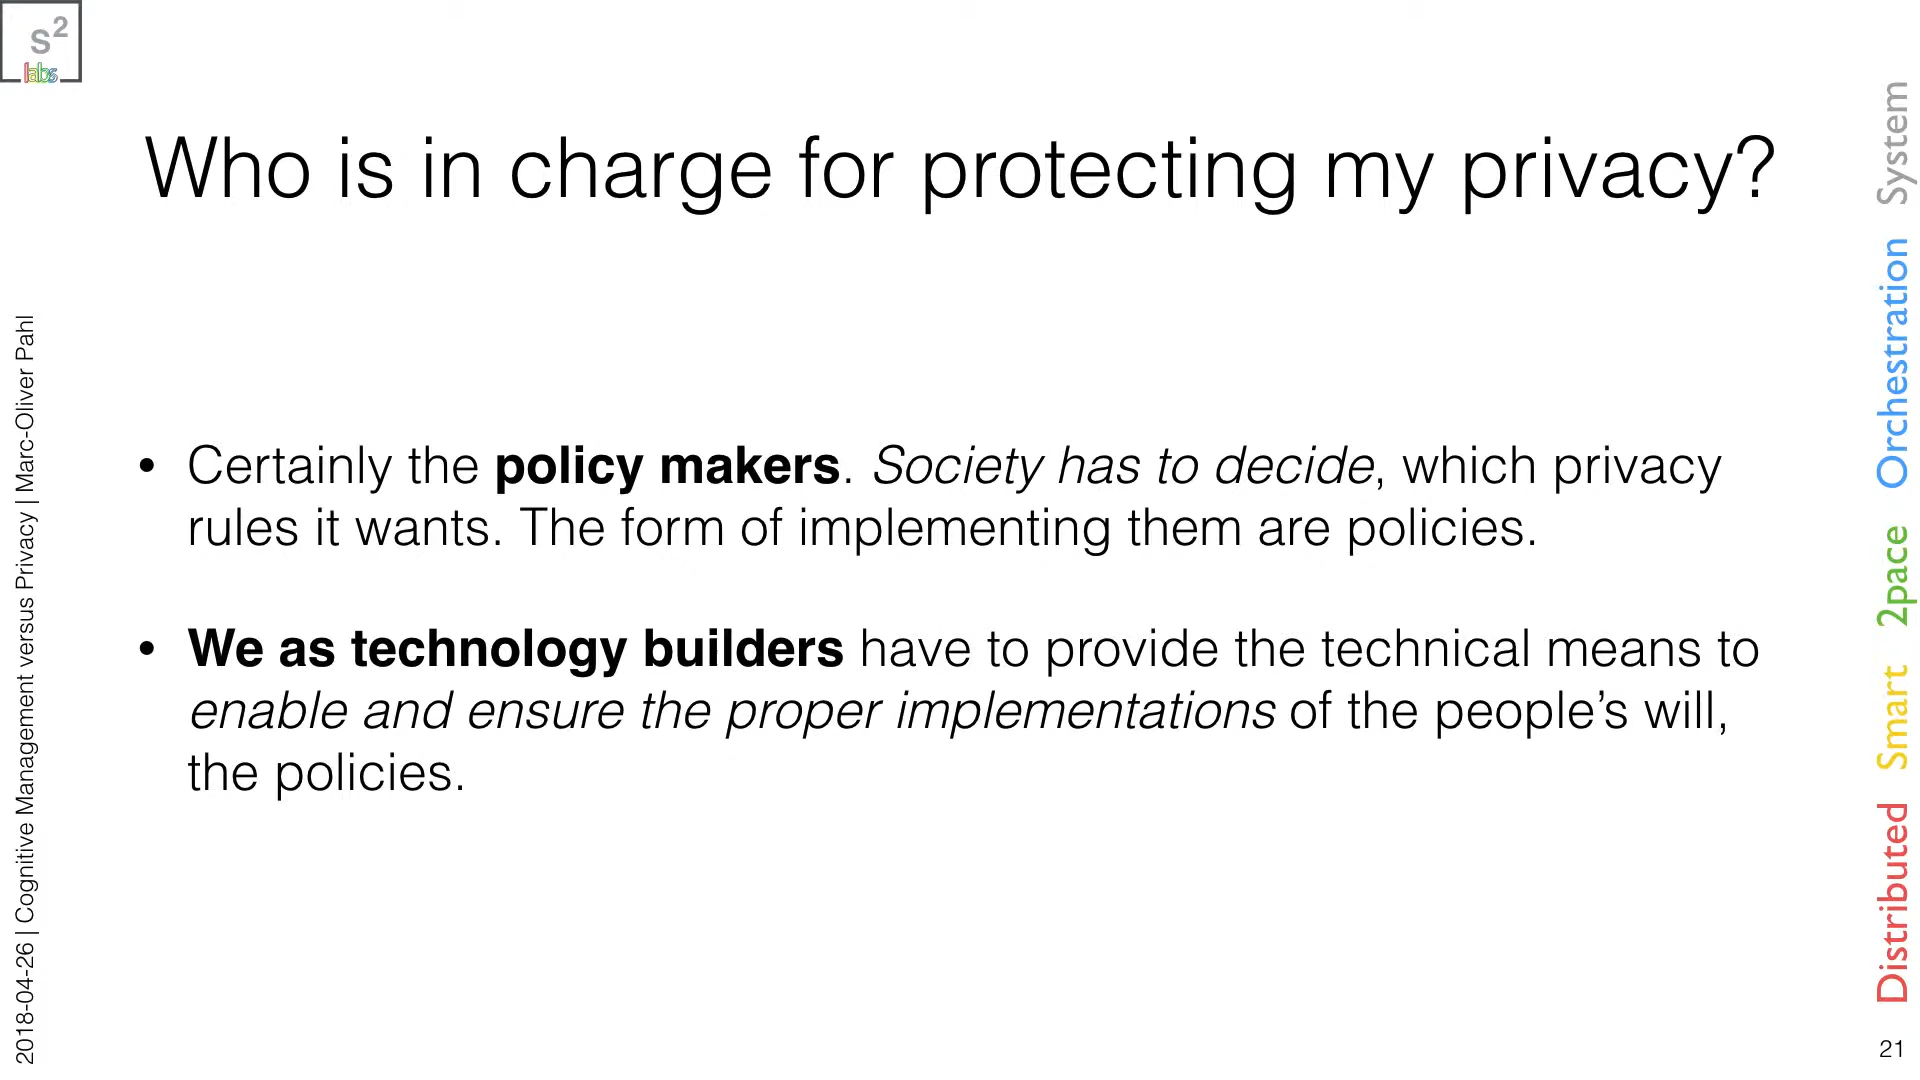 s2
labs
Who is in charge for protecting my privacy?
• Certainly the policy makers. Society has to decide, which privacy
rules it wants. The form of implementing them are policies.
• We as technology builders have to provide the technical means to
enable and ensure the proper implementations of the people’s will,
the policies.
2018-04-26 | Cognitive Management versus Privacy | Marc-Oliver Pahl
Distributed Smart 2pace Orchestration System
21